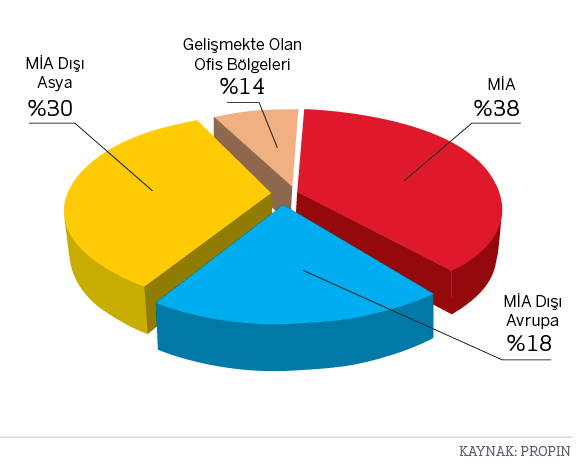 Gelişmekte Olan
Ofis Bölgeleri
%14
MİA Dışı
Asya
%30
MİA
%38
MİA Dışı
Avrupa
%18
KAYNAK: PROPIN